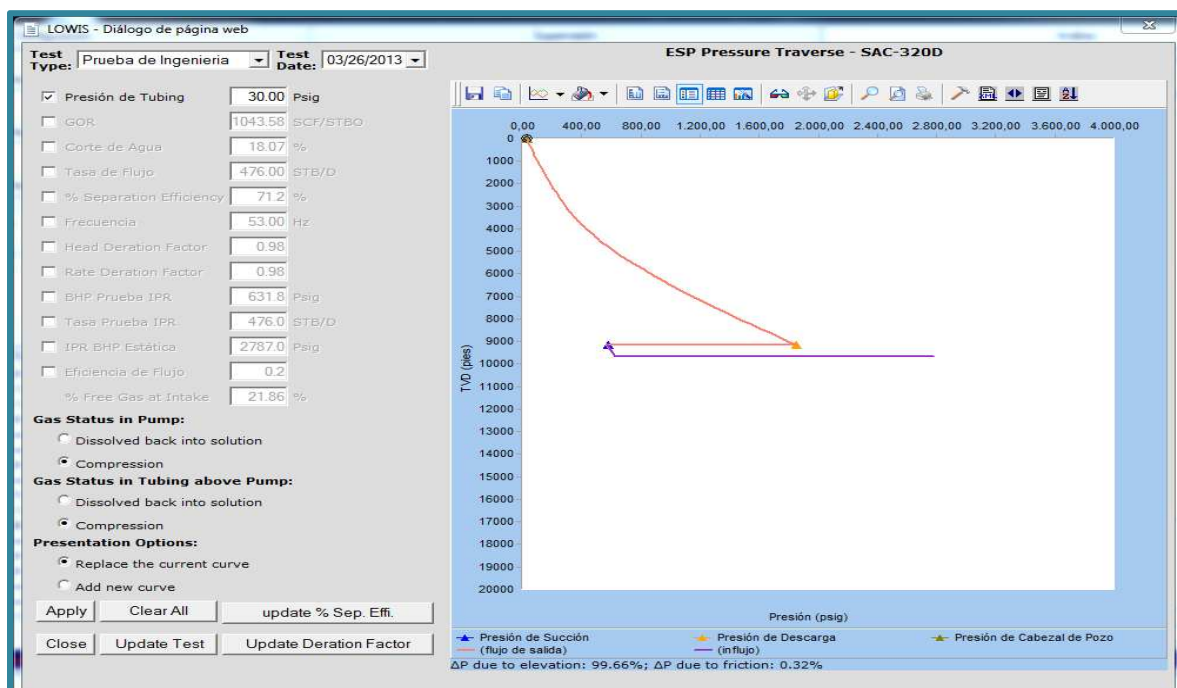 LOWIS - Diálogo de página web
Test Type: Prueba de Ingenieria Test Date: 03/26/2013
Presión de Tubing 30.00 Psig
GOR 1043.58 SCF/STBO
Corte de Agua 18.07 %
Tasa de Flujo 476.00 STB/D
% Separation Efficiency 71.2 %
Frecuencia 53.00 Hz
Head Deration Factor 0.98
Rate Deration Factor 0.98
BHP Prueba IPR 631.8 Psig
Tasa Prueba IPR 476.0 STB/D
IPR BHP Estática 2787.0 Psig
Eficiencia de Flujo 0.2
% Free Gas at Intake 21.86 %
Gas Status in Pump:
Dissolved back into solution
Compression
Gas Status in Tubing above Pump:
Dissolved back into solution
Compression
Presentation Options:
Replace the current curve
Add new curve
Apply Clear All update % Sep. Effi.
Close Update Test Update Deration Factor
ESP Pressure Traverse - SAC-320D
0,00 400,00 800,00 1.200,00 1.600,00 2.000,00 2.400,00 2.800,00 3.200,00 3.600,00 4.000,00
0
1000
2000
3000
4000
5000
6000
7000
8000
9000
10000
11000
12000
13000
14000
15000
16000
17000
18000
19000
20000
TVD (pies)
Presión (psig)
Presión de Succión Presión de Descarga Presión de Cabezal de Pozo
(flujo de salida) (influjo)
ΔP due to elevation: 99.66%; ΔP due to friction: 0.32%